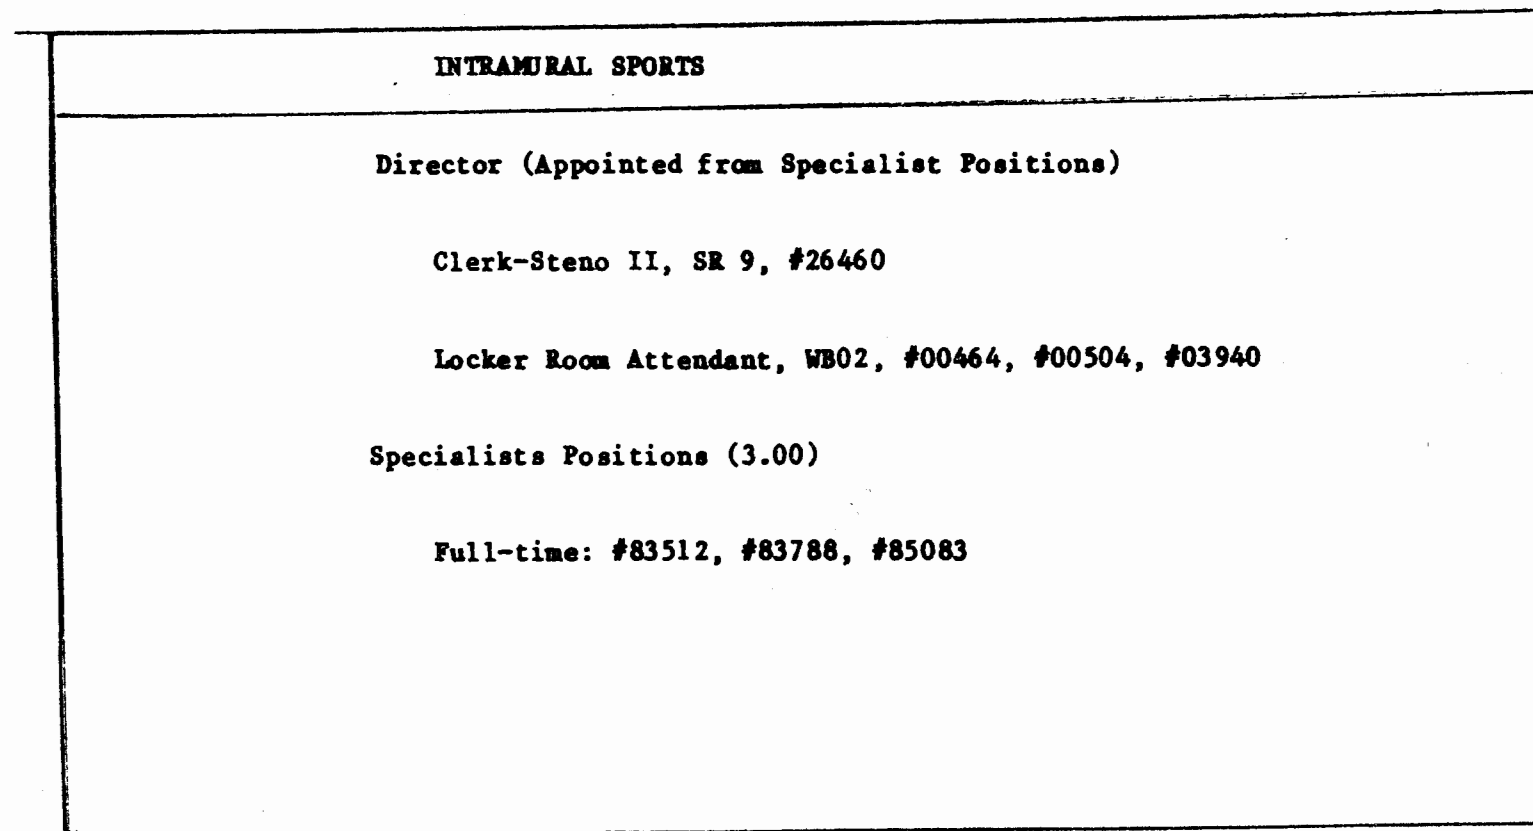 INTRAMURAL SPORTS
Director (Appointed from Specialist Positions)
Clerk-Steno II, SR 9, #26460
Locker Room Attendant, WB02, #00464, #00504, #03940
Specialists Positions (3.00)
Full-time: #83512, #83788, #85083